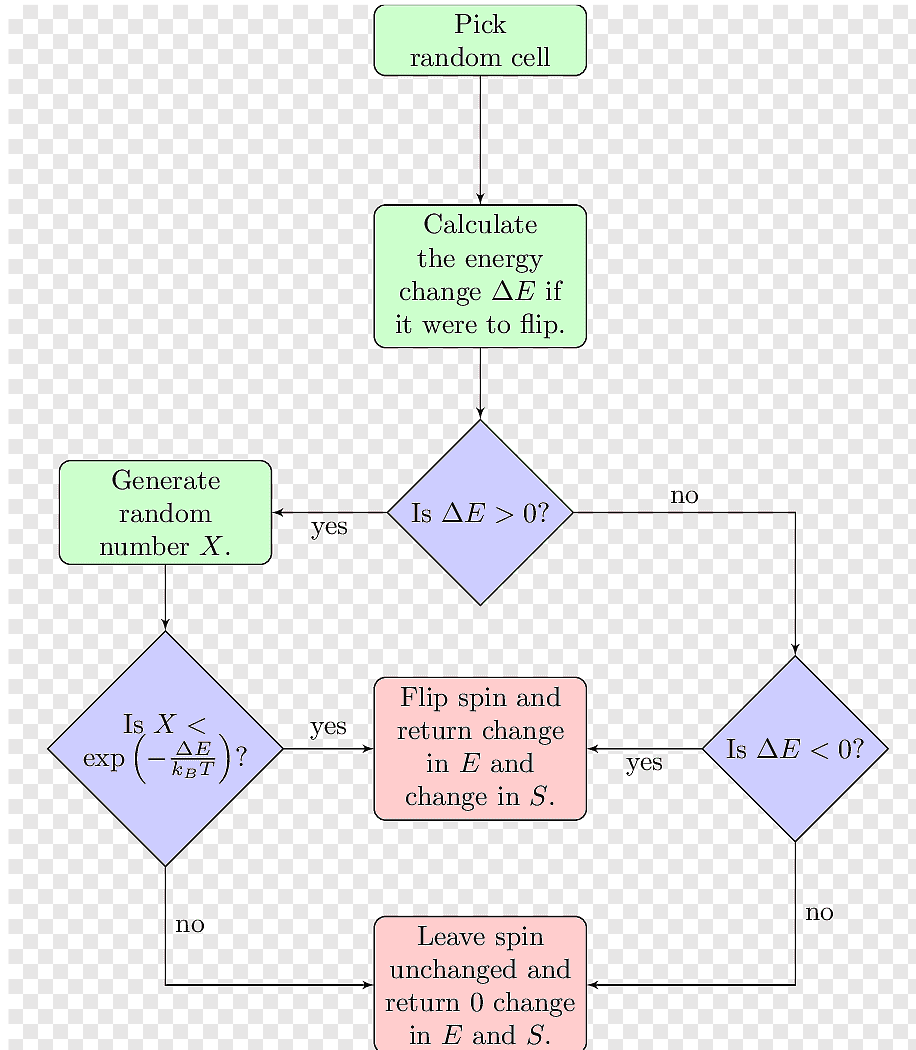 Pick
random cell
Calculate
the energy
change ΔE if
it were to flip.
Is ΔE > 0?
no
yes
Generate
random
number X.
Is X <
exp(−ΔE/k_BT)?
yes
Flip spin and
return change
in E and
change in S.
yes
Is ΔE < 0?
no
no
Leave spin
unchanged and
return 0 change
in E and S.